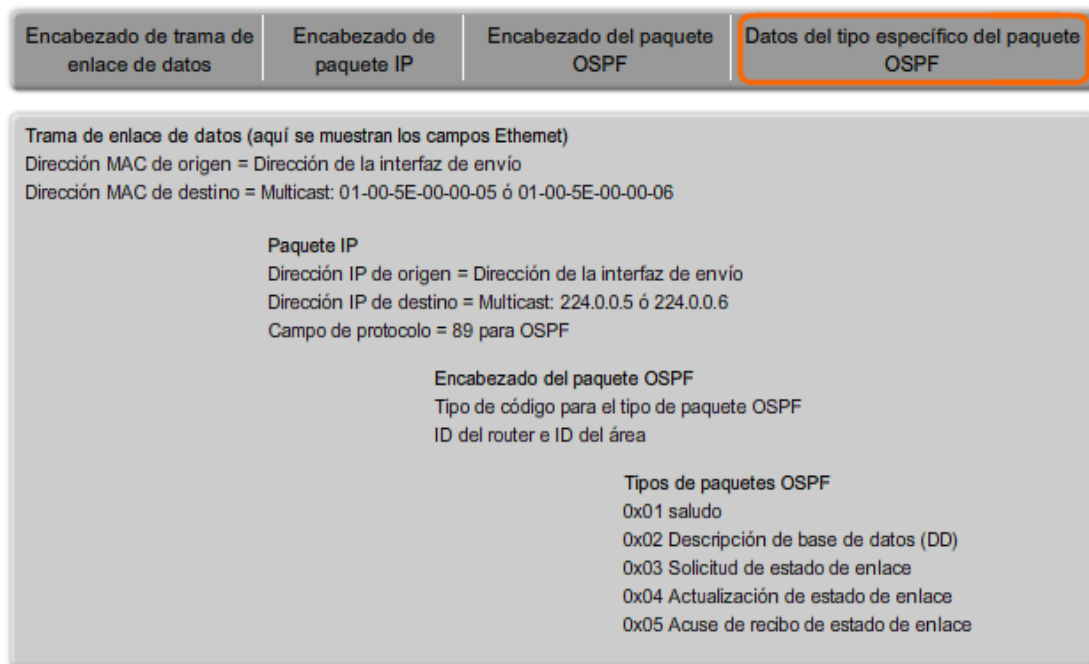 Encabezado de trama de
enlace de datos
Encabezado de
paquete IP
Encabezado del paquete
OSPF
Datos del tipo específico del paquete
OSPF
Trama de enlace de datos (aquí se muestran los campos Ethernet)
Dirección MAC de origen = Dirección de la interfaz de envío
Dirección MAC de destino = Multicast: 01-00-5E-00-00-05 ó 01-00-5E-00-00-06
Paquete IP
Dirección IP de origen = Dirección de la interfaz de envío
Dirección IP de destino = Multicast: 224.0.0.5 ó 224.0.0.6
Campo de protocolo = 89 para OSPF
Encabezado del paquete OSPF
Tipo de código para el tipo de paquete OSPF
ID del router e ID del área
Tipos de paquetes OSPF
0x01 saludo
0x02 Descripción de base de datos (DD)
0x03 Solicitud de estado de enlace
0x04 Actualización de estado de enlace
0x05 Acuse de recibo de estado de enlace